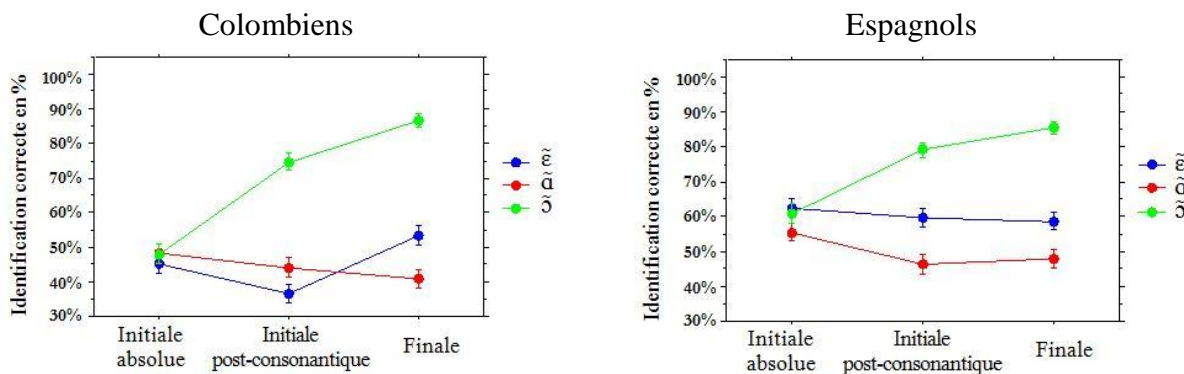 Colombiens
Identification correcte en %
100%
90%
80%
70%
60%
50%
40%
30%
Initiale
absolue
Initiale
post-consonantique
Finale
ɛ̃
ɑ̃
ɔ̃
Espagnols
Identification correcte en %
100%
90%
80%
70%
60%
50%
40%
30%
Initiale
absolue
Initiale
post-consonantique
Finale
ɛ̃
ɑ̃
ɔ̃